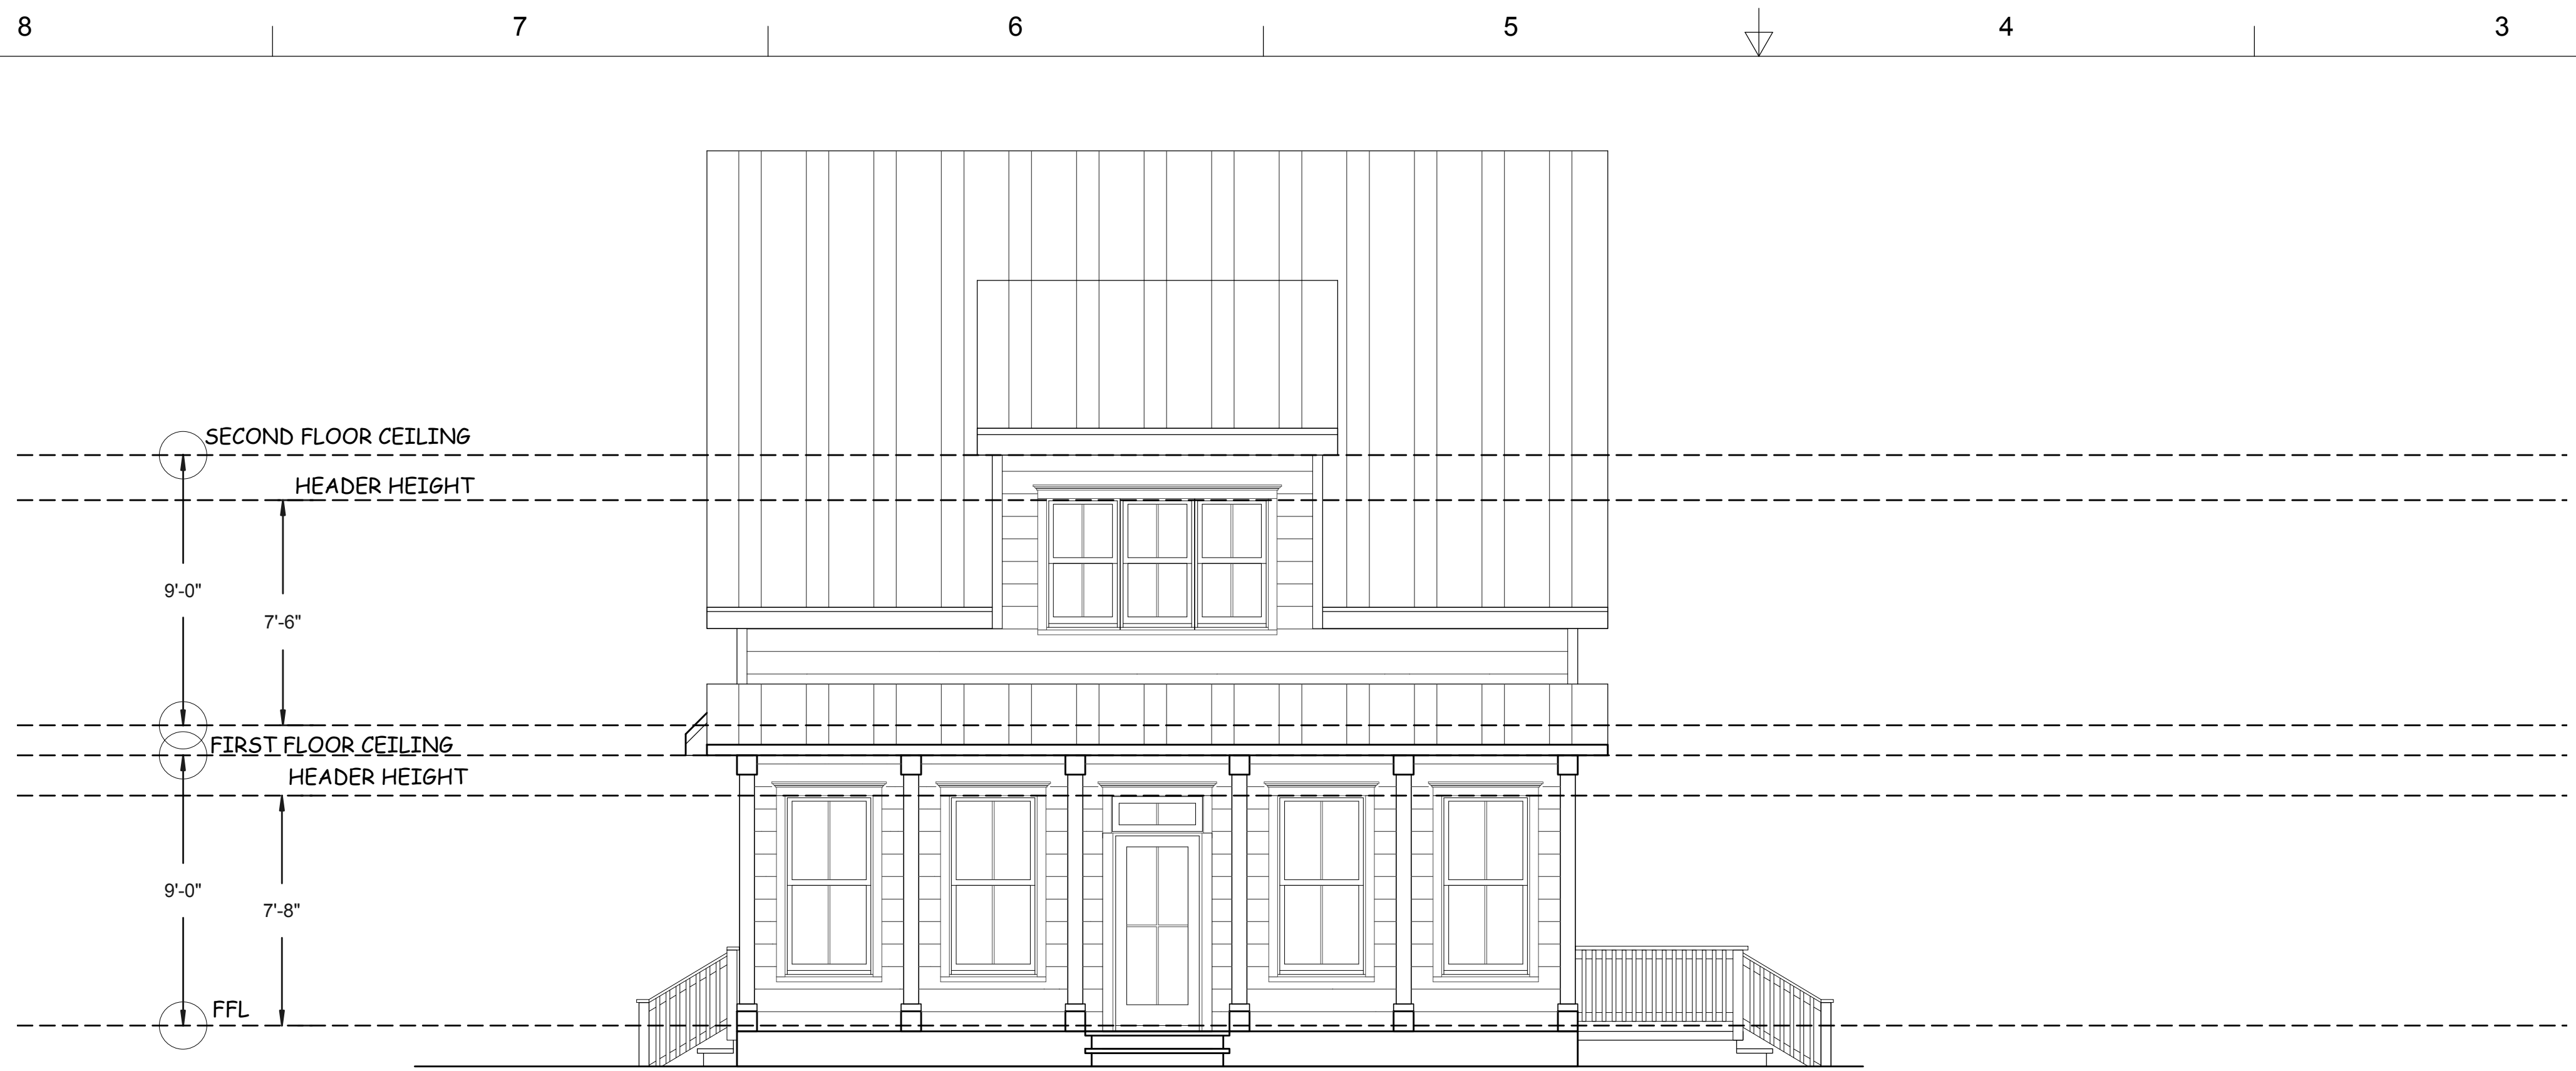 8 7 6 5 4 3
SECOND FLOOR CEILING
HEADER HEIGHT
9'-0"
7'-6"
FIRST FLOOR CEILING
HEADER HEIGHT
9'-0"
7'-8"
FFL